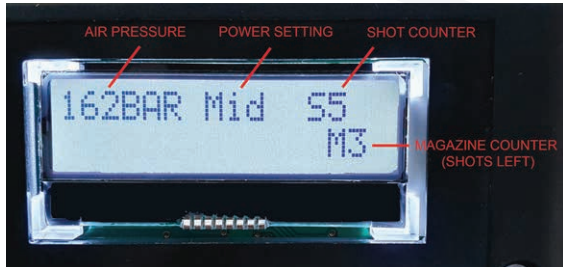 AIR PRESSURE POWER SETTING SHOT COUNTER
162BAR Mid S5
M3
MAGAZINE COUNTER
(SHOTS LEFT)